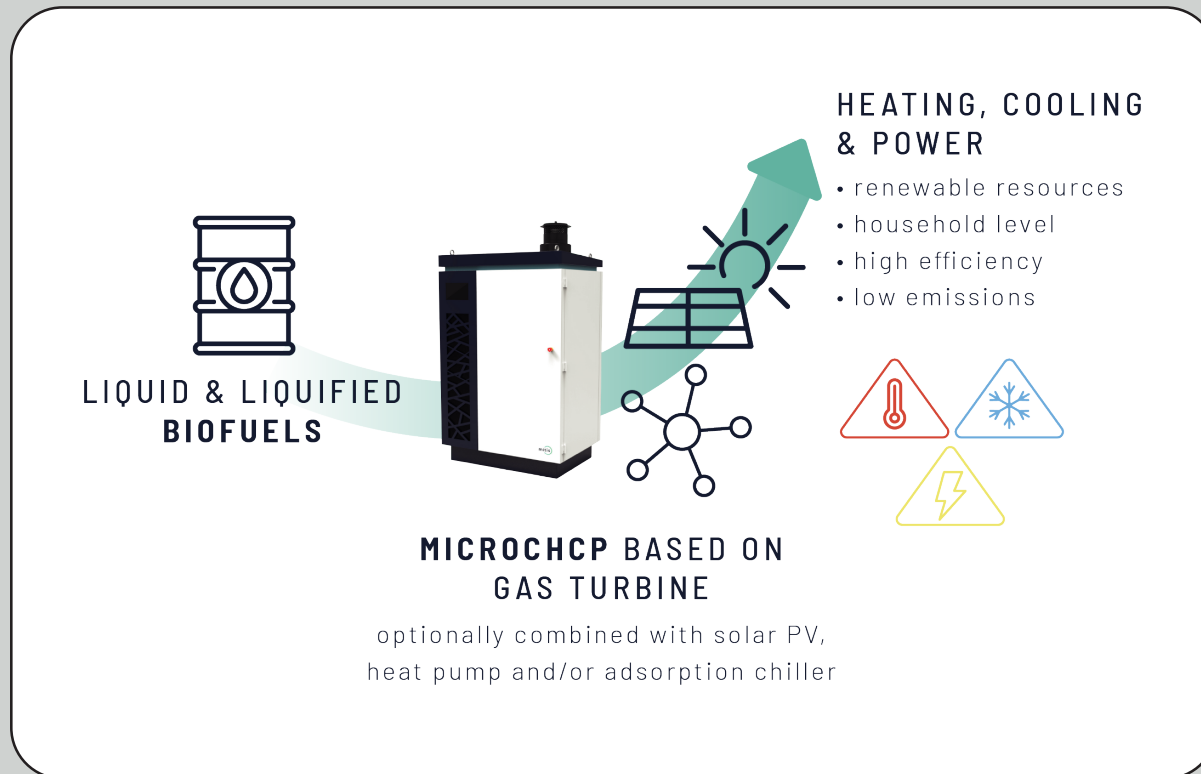 HEATING, COOLING
& POWER
• renewable resources
• household level
• high efficiency
• low emissions
LIQUID & LIQUIFIED
BIOFUELS
MICROCHCP BASED ON
GAS TURBINE
optionally combined with solar PV,
heat pump and/or adsorption chiller